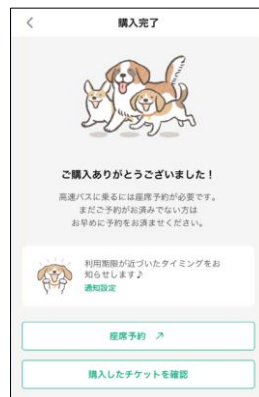 購入完了
ご購入ありがとうございました！
高速バスに乗るには座席予約が必要です。
まだご予約がお済みでない方は
お早めに予約をお済ませください。
利用期限が近づいたタイミングをお
知らせします♪
通知設定
座席予約
購入したチケットを確認